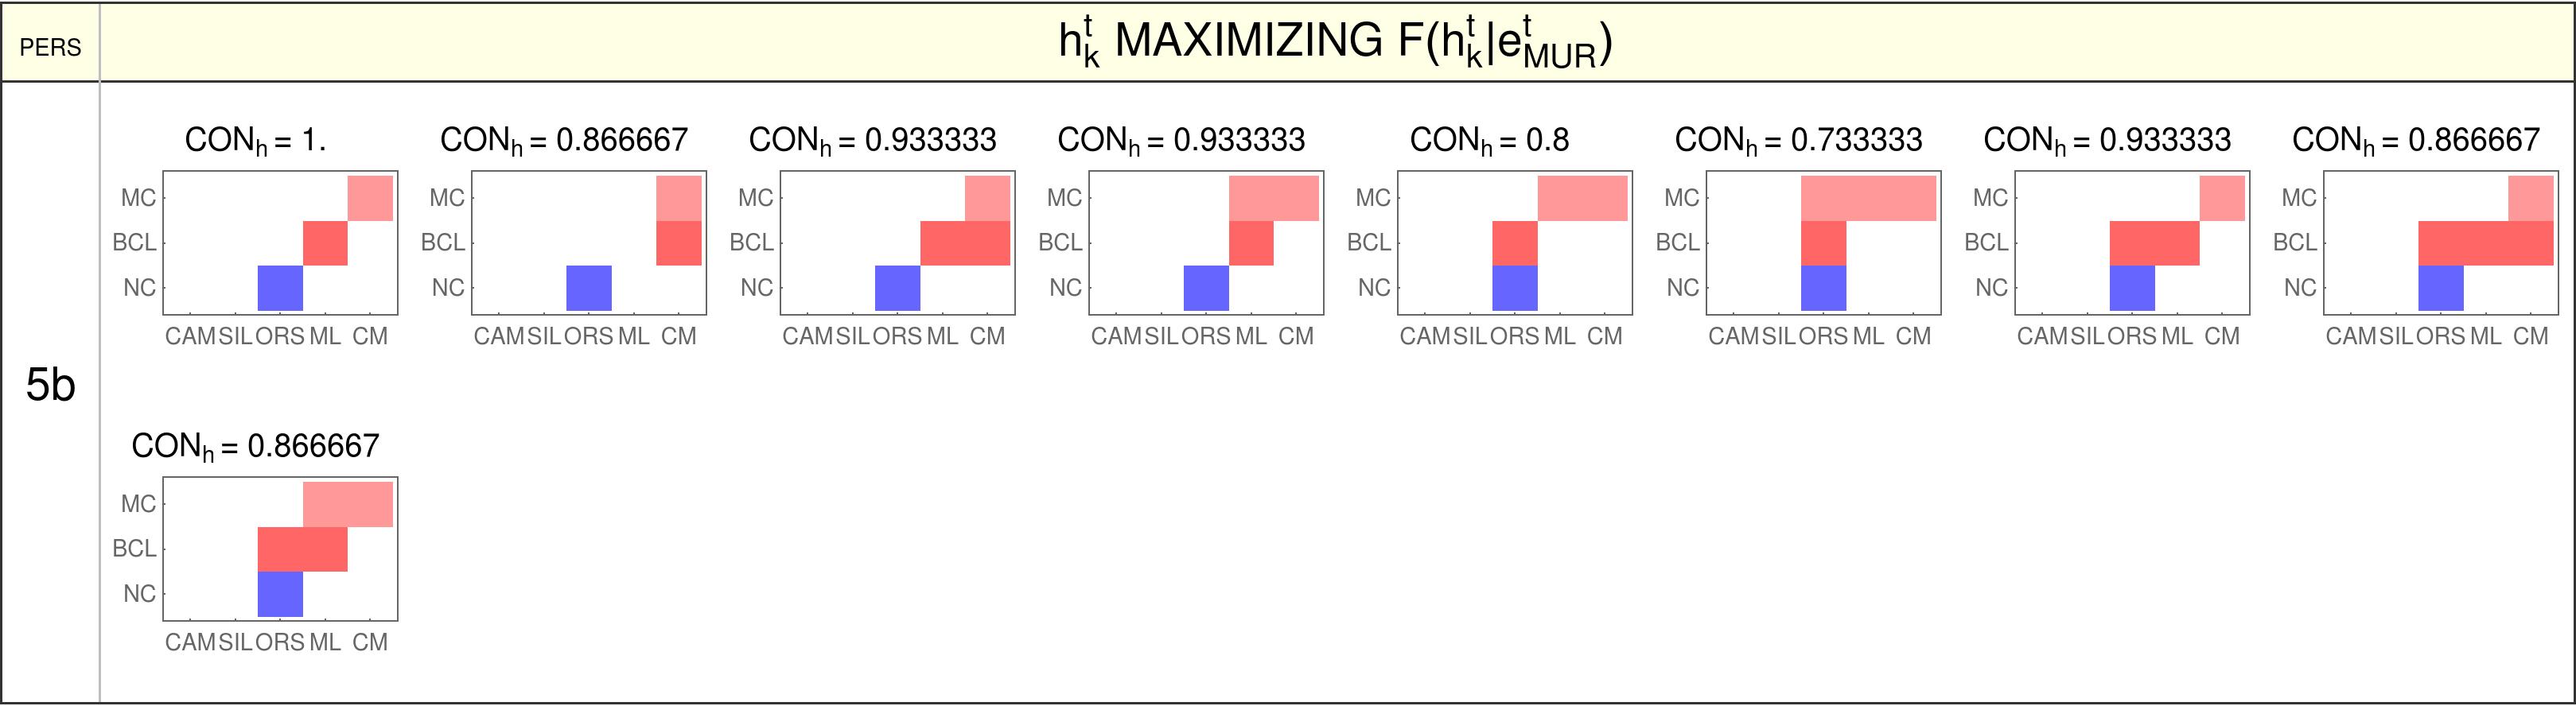 PERS
h_k^t MAXIMIZING F(h_k^t|e_MUR^t)
5b
CON_h = 1.
MC
BCL
NC
CAM SIL ORS ML CM
CON_h = 0.866667
MC
BCL
NC
CAM SIL ORS ML CM
CON_h = 0.933333
MC
BCL
NC
CAM SIL ORS ML CM
CON_h = 0.933333
MC
BCL
NC
CAM SIL ORS ML CM
CON_h = 0.8
MC
BCL
NC
CAM SIL ORS ML CM
CON_h = 0.733333
MC
BCL
NC
CAM SIL ORS ML CM
CON_h = 0.933333
MC
BCL
NC
CAM SIL ORS ML CM
CON_h = 0.866667
MC
BCL
NC
CAM SIL ORS ML CM
CON_h = 0.866667
MC
BCL
NC
CAM SIL ORS ML CM